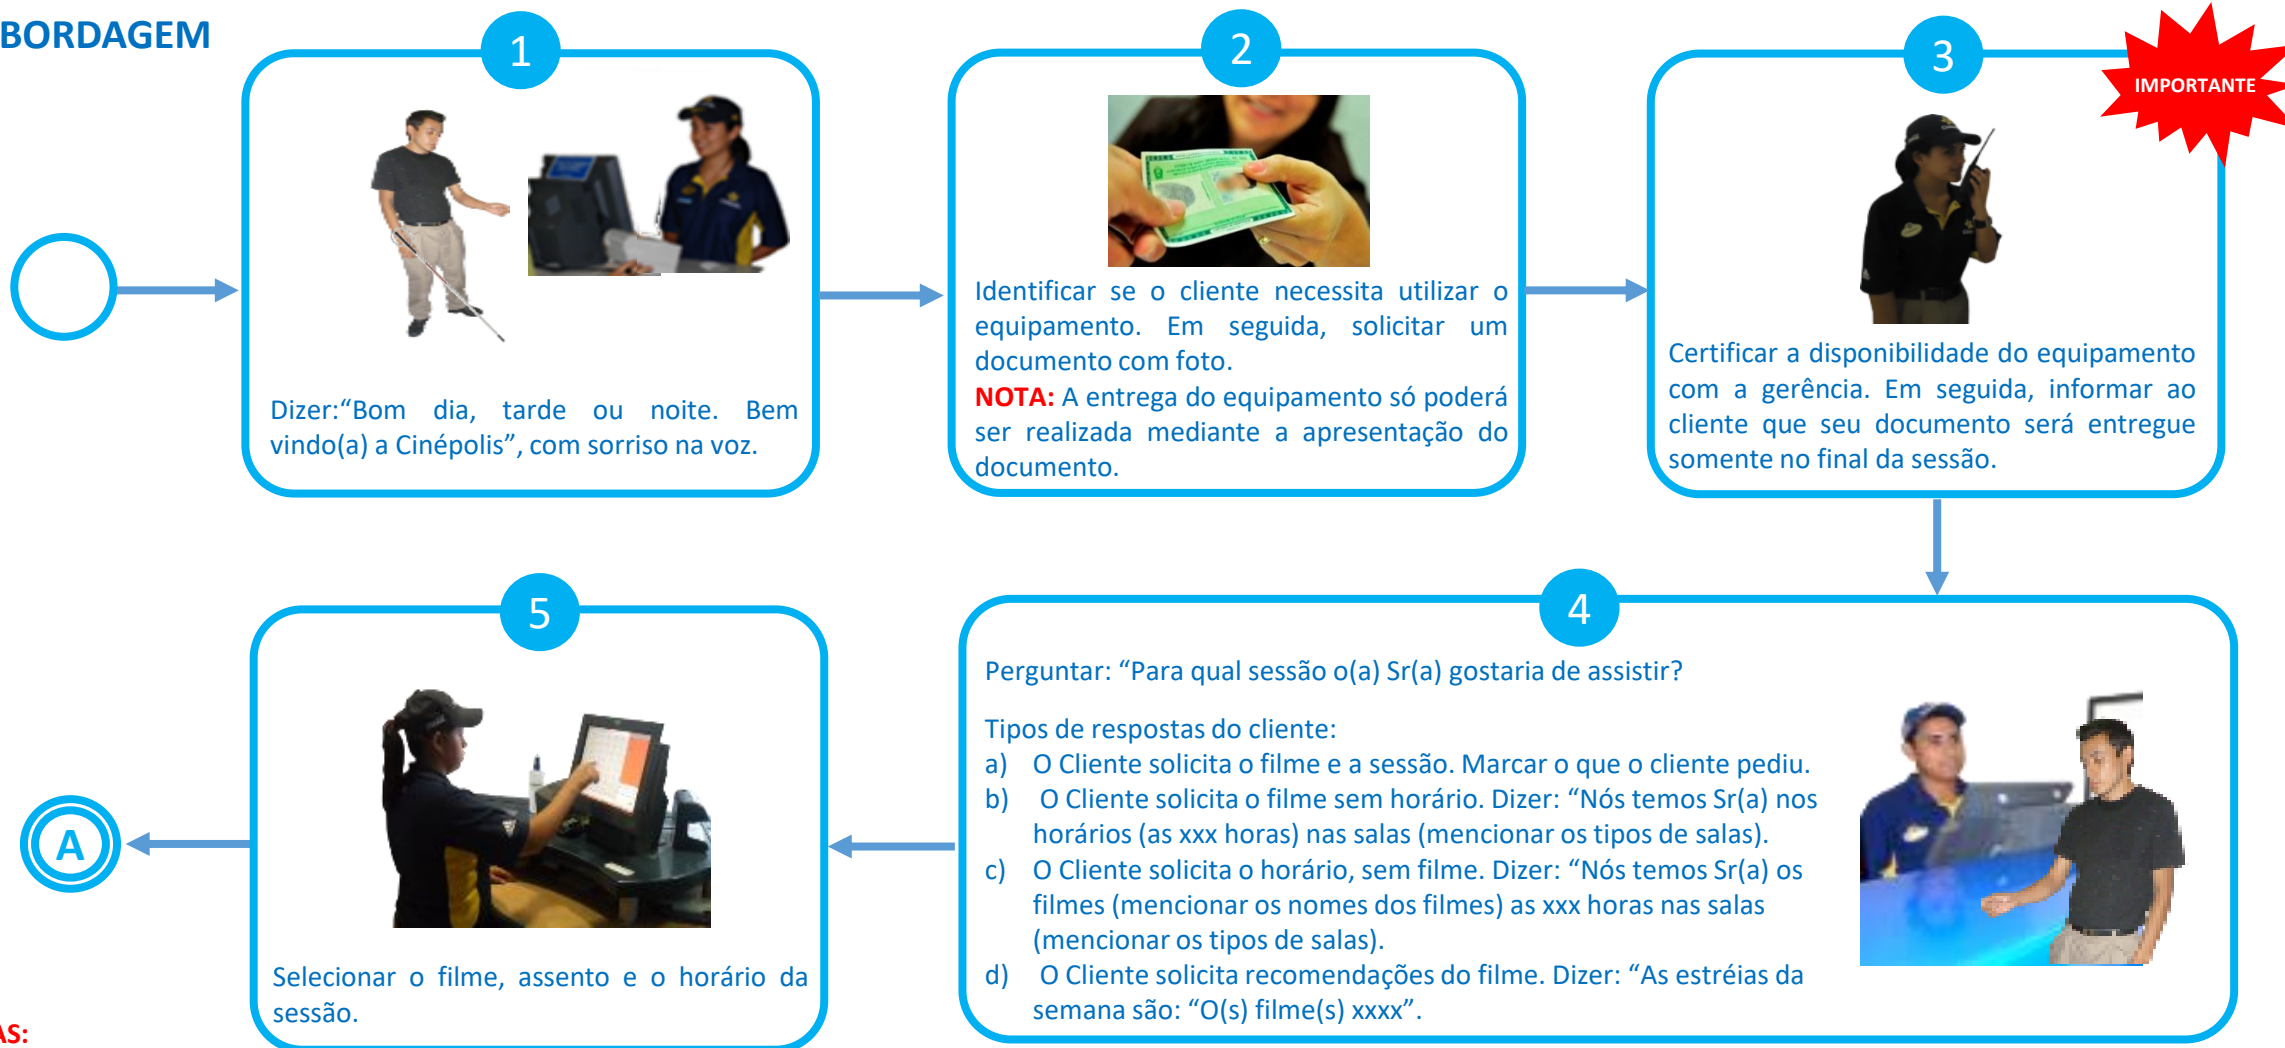 BORDAGEM
1
Dizer:“Bom dia, tarde ou noite. Bem
vindo(a) a Cinépolis”, com sorriso na voz.
2
Identificar se o cliente necessita utilizar o
equipamento. Em seguida, solicitar um
documento com foto.
NOTA: A entrega do equipamento só poderá
ser realizada mediante a apresentação do
documento.
3
IMPORTANTE
Certificar a disponibilidade do equipamento
com a gerência. Em seguida, informar ao
cliente que seu documento será entregue
somente no final da sessão.
4
Perguntar: “Para qual sessão o(a) Sr(a) gostaria de assistir?
Tipos de respostas do cliente:
a) O Cliente solicita o filme e a sessão. Marcar o que o cliente pediu.
b) O Cliente solicita o filme sem horário. Dizer: “Nós temos Sr(a) nos
horários (as xxx horas) nas salas (mencionar os tipos de salas).
c) O Cliente solicita o horário, sem filme. Dizer: “Nós temos Sr(a) os
filmes (mencionar os nomes dos filmes) as xxx horas nas salas
(mencionar os tipos de salas).
d) O Cliente solicita recomendações do filme. Dizer: “As estréias da
semana são: “O(s) filme(s) xxxx”.
5
Selecionar o filme, assento e o horário da
sessão.
A
AS: